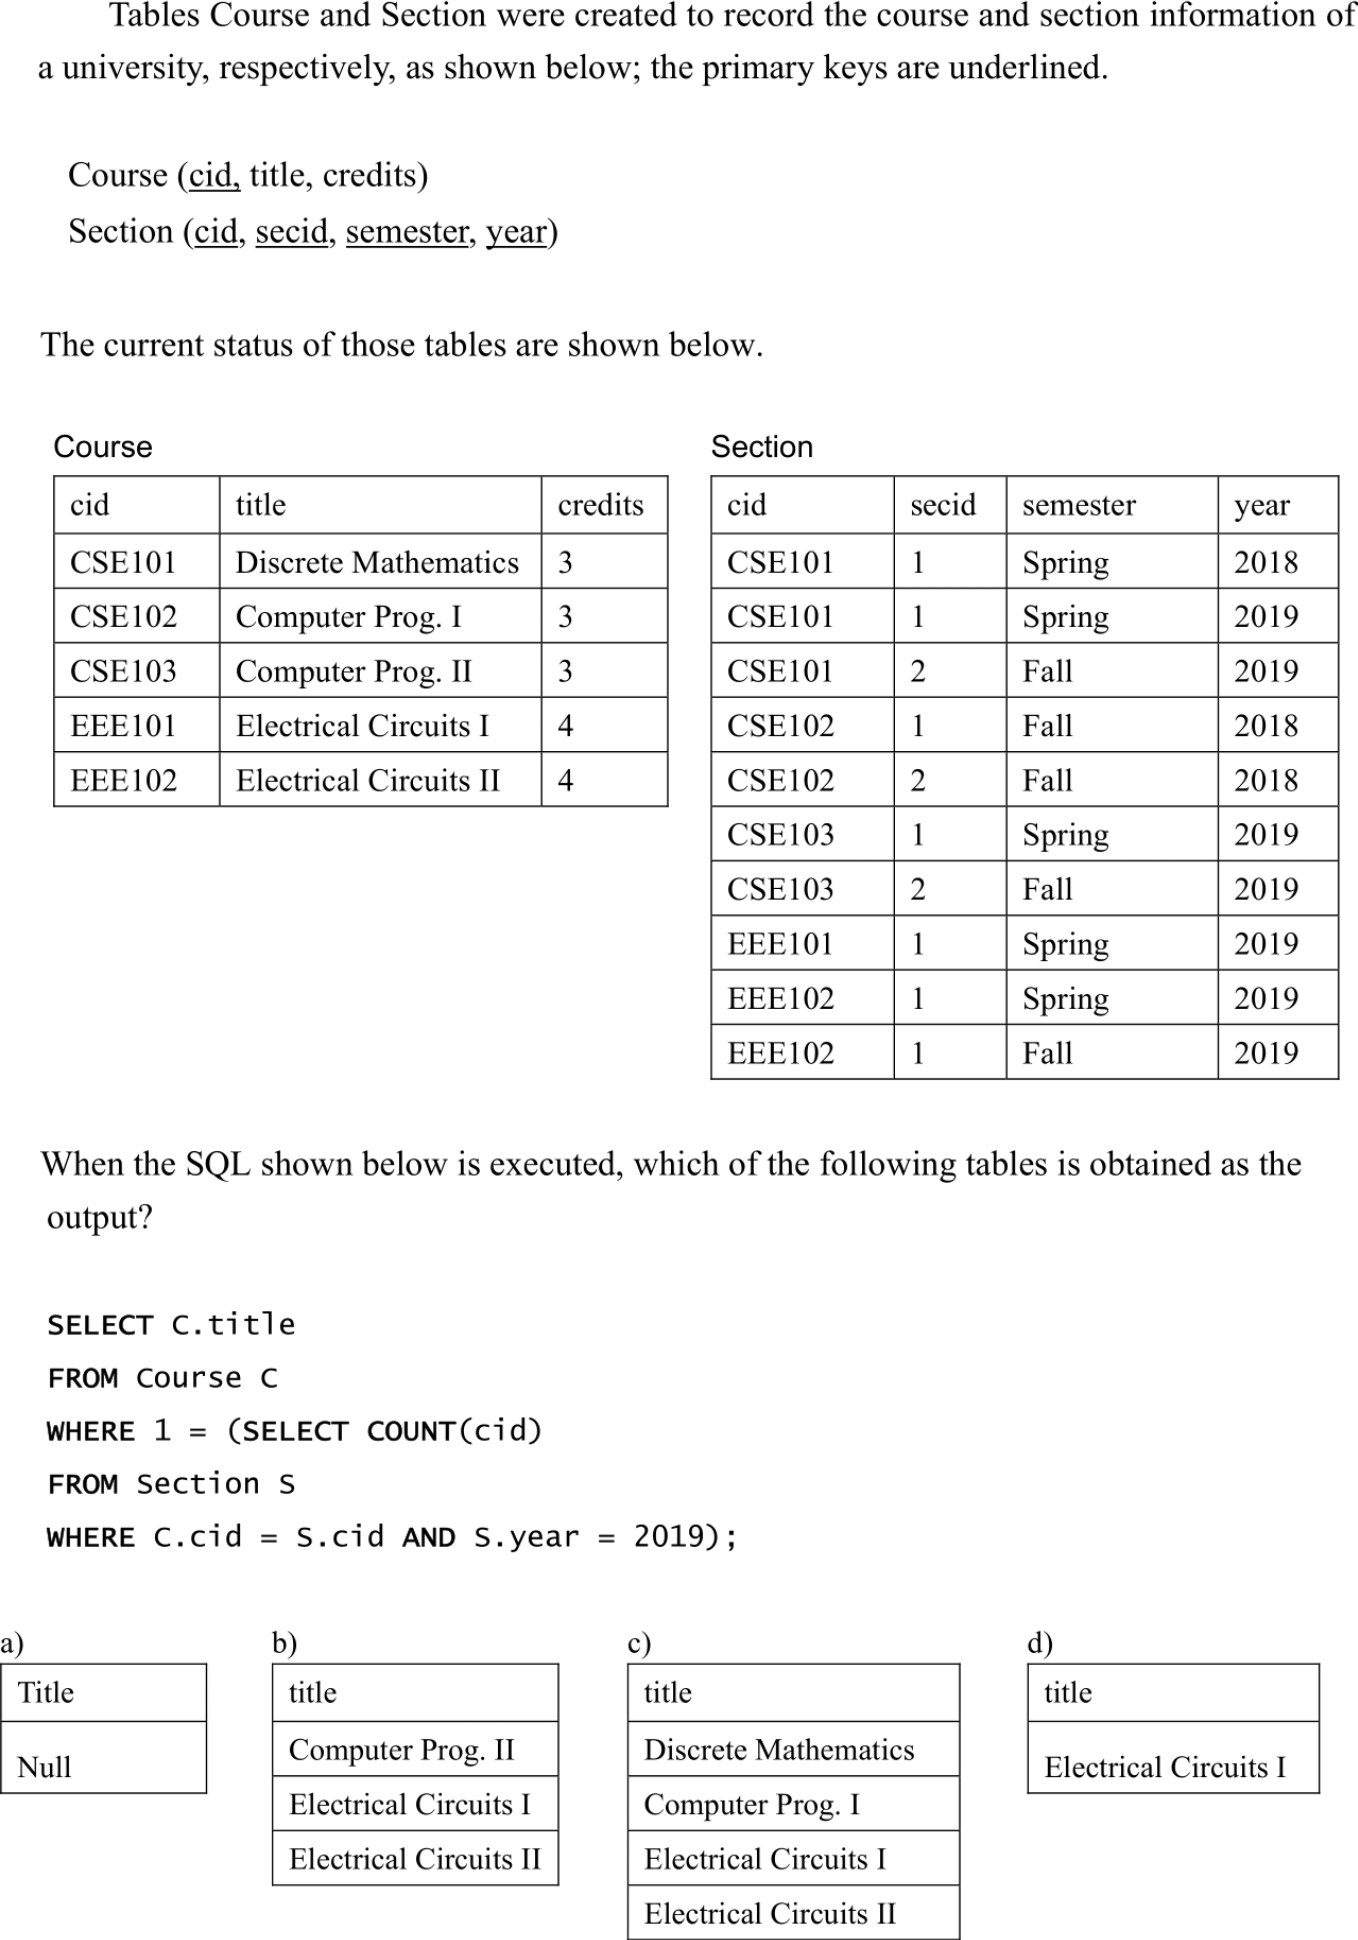 Tables Course and Section were created to record the course and section information of
a university, respectively, as shown below; the primary keys are underlined.
Course (cid, title, credits)
Section (cid, secid, semester, year)
The current status of those tables are shown below.
Course
cid title credits
CSE101 Discrete Mathematics 3
CSE102 Computer Prog. I 3
CSE103 Computer Prog. II 3
EEE101 Electrical Circuits I 4
EEE102 Electrical Circuits II 4
Section
cid secid semester year
CSE101 1 Spring 2018
CSE101 1 Spring 2019
CSE101 2 Fall 2019
CSE102 1 Fall 2018
CSE102 2 Fall 2018
CSE103 1 Spring 2019
CSE103 2 Fall 2019
EEE101 1 Spring 2019
EEE102 1 Spring 2019
EEE102 1 Fall 2019
When the SQL shown below is executed, which of the following tables is obtained as the
output?
SELECT C.title
FROM Course C
WHERE 1 = (SELECT COUNT(cid)
FROM Section S
WHERE C.cid = S.cid AND S.year = 2019);
a)
Title
Null
b)
title
Computer Prog. II
Electrical Circuits I
Electrical Circuits II
c)
title
Discrete Mathematics
Computer Prog. I
Electrical Circuits I
Electrical Circuits II
d)
title
Electrical Circuits I